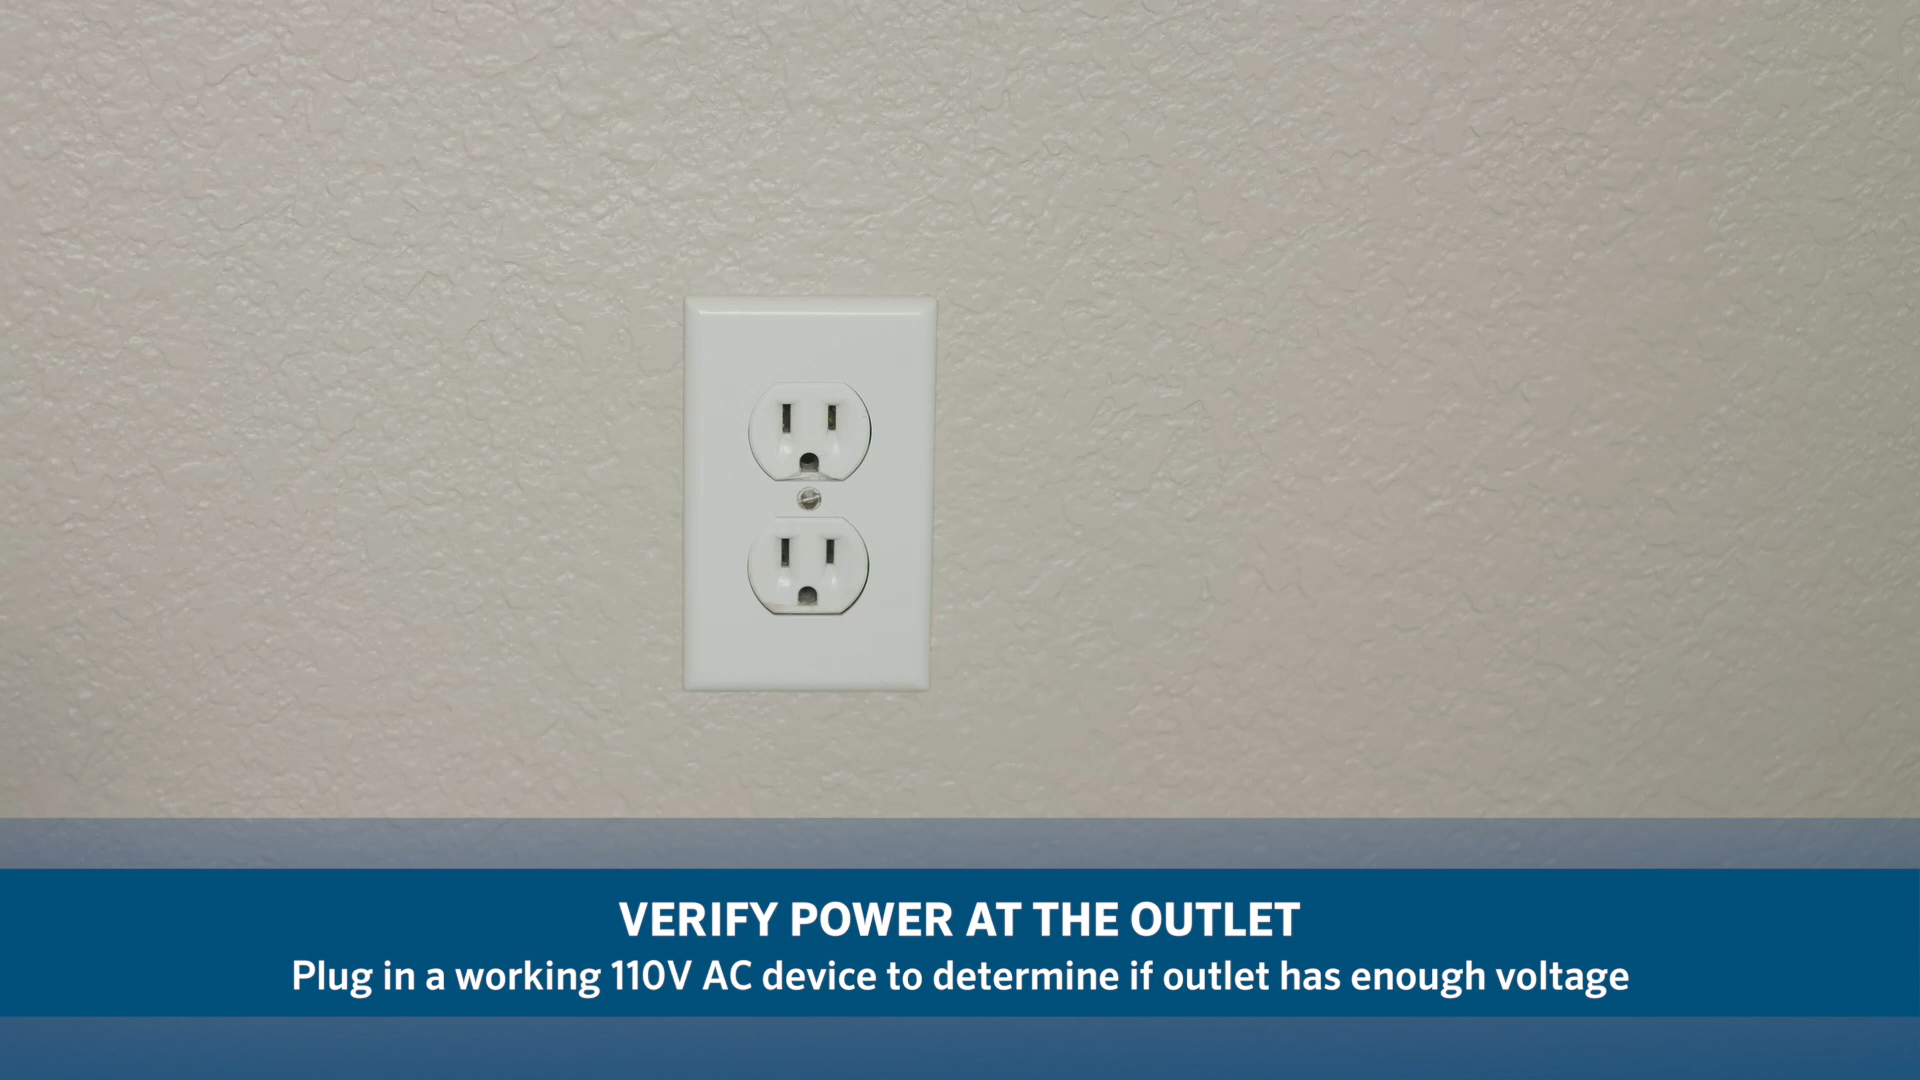 VERIFY POWER AT THE OUTLET
Plug in a working 110V AC device to determine if outlet has enough voltage